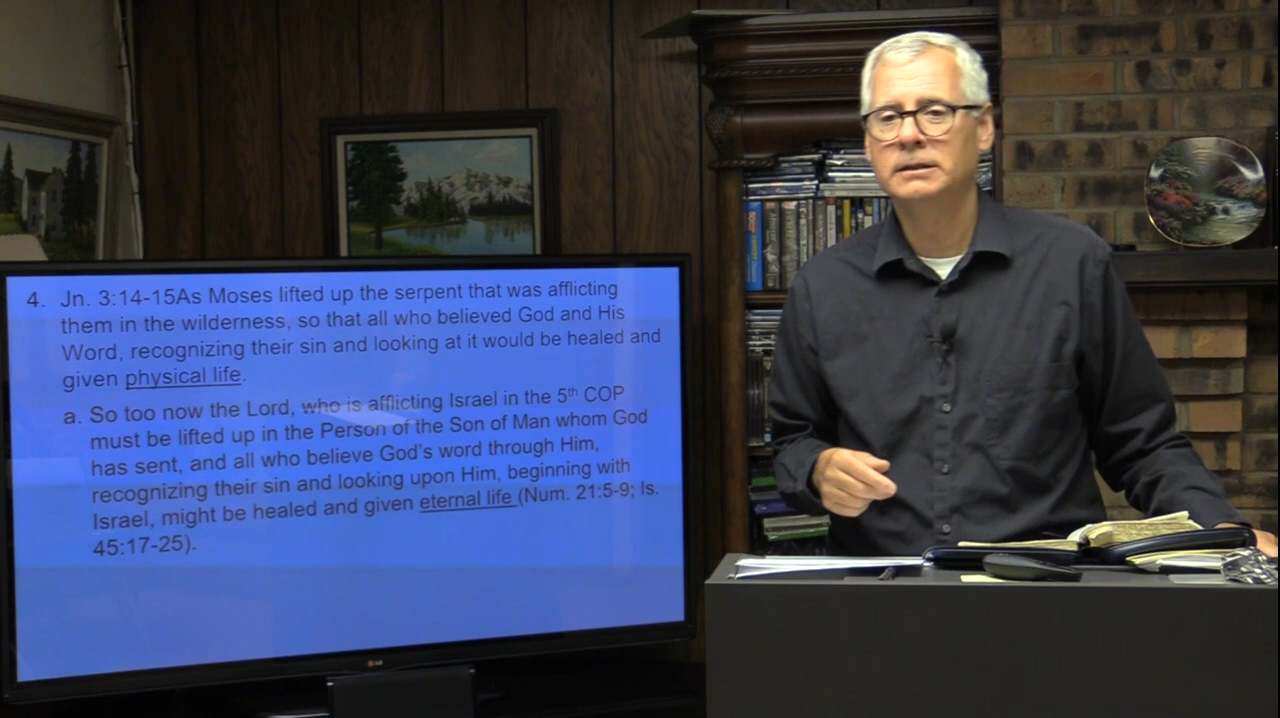 4. Jn. 3:14-15As Moses lifted up the serpent that was afflicting
them in the wilderness, so that all who believed God and His
Word, recognizing their sin and looking at it would be healed and
given physical life.
a. So too now the Lord, who is afflicting Israel in the 5th COP
must be lifted up in the Person of the Son of Man whom God
has sent, and all who believe God's word through Him,
recognizing their sin and looking upon Him, beginning with
Israel, might be healed and given eternal life (Num. 21:5-9; Is.
45:17-25).
LG